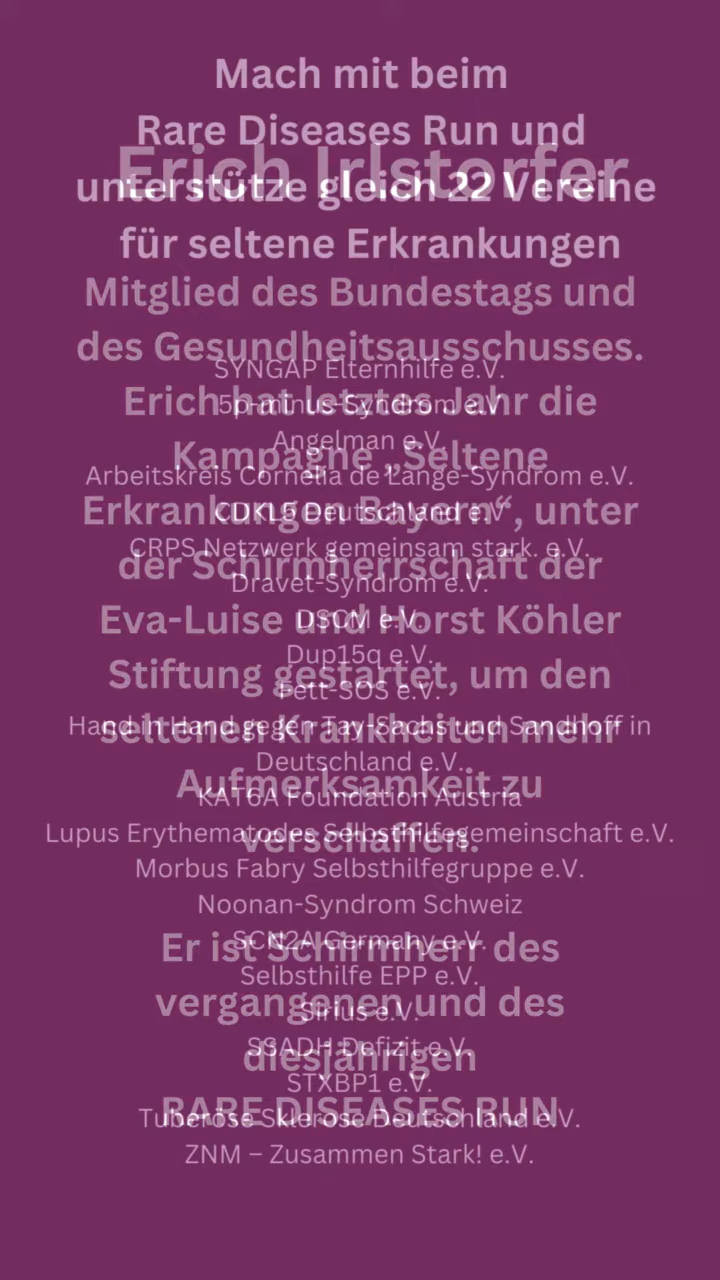 Mach mit beim
Rare Diseases Run und
unterstütze gleich 22 Vereine
für seltene Erkrankungen
SYNGAP Elternhilfe e.V.
5p-minus-Syndrom e.V
Angelman e.V.
Arbeitskreis Cornelia de Lange-Syndrom e.V.
CDKL5 Deutschland e.V
CRPS Netzwerk gemeinsam stark. e.V.
Dravet-Syndrom e.V.
DSCM e.V.
Dup15q e.V.
Fett-SOS e.V.
Hand in Hand gegen Tay-Sachs und Sandhoff in
Deutschland e.V.
KAT6A Foundation Austria
Lupus Erythematodes Selbsthilfegemeinschaft e.V.
Morbus Fabry Selbsthilfegruppe e.V.
Noonan-Syndrom Schweiz
SCN2A Germany e.V.
Selbsthilfe EPP e.V.
Sirius e.V.
SSADH Defizit e.V.
STXBP1 e.V.
Tuberöse Sklerose Deutschland e.V.
ZNM – Zusammen Stark! e.V.
Erich Irlstorfer
Mitglied des Bundestags und
des Gesundheitsausschusses.
Erich hat letztes Jahr die
Kampagne „Seltene
Erkrankungen Bayern“, unter
der Schirmherrschaft der
Eva-Luise und Horst Köhler
Stiftung gestartet, um den
seltenen Krankheiten mehr
Aufmerksamkeit zu
verschaffen.
Er ist Schirmherr des
vergangenen und des
diesjährigen
RARE DISEASES RUN